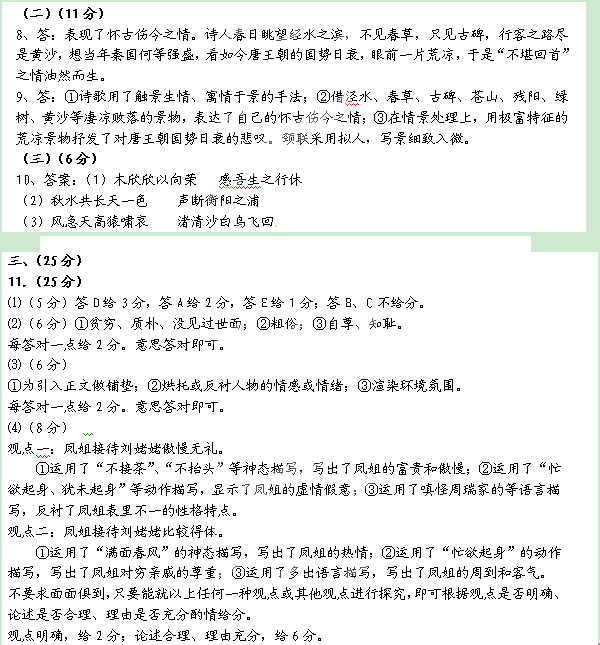 （二）（11分）
8、答：表现了怀古伤今之情。诗人春日眺望经水之滨，不见春草，只见古碑，行客之路尽
是黄沙，想当年秦国何等强盛，看如今唐王朝的国势日衰，眼前一片荒凉，于是“不堪回首”
之情油然而生。
9、答：①诗歌用了触景生情、寓情于景的手法；②借泾水、春草、古碑、苍山、残阳、绿
树、黄沙等凄凉败落的景物，表达了自己的怀古伤今之情；③在情景处理上，用极富特征的
荒凉景物抒发了对唐王朝国势日衰的悲叹。颈联采用拟人，写景细致入微。
（三）（6分）
10、答案：（1）木欣欣以向荣 感吾生之行休
（2）秋水共长天一色 声断衡阳之浦
（3）风急天高猿啸哀 渚清沙白鸟飞回
三、（25分）
11．（25分）
⑴（5分）答D给3分，答A给2分，答E给1分；答B、C不给分。
⑵（6分）①贫穷、质朴、没见过世面；②粗俗；③自尊、知耻。
每答对一点给2分。意思答对即可。
⑶（6分）
①为引入正文做铺垫；②烘托或反衬人物的情感或情绪；③渲染环境氛围。
每答对一点给2分。意思答对即可。
⑷（8分）
观点一：凤姐接待刘姥姥傲慢无礼。
①运用了“不接茶”、“不抬头”等神态描写，写出了凤姐的富贵和傲慢；②运用了“忙
欲起身、犹未起身”等动作描写，显示了凤姐的虚情假意；③运用了嗔怪周瑞家的等语言描
写，反衬了凤姐表里不一的性格特点。
观点二：凤姐接待刘姥姥比较得体。
①运用了“满面春风”的神态描写，写出了凤姐的热情；②运用了“忙欲起身”的动作
描写，写出了凤姐对穷亲戚的尊重；③运用了多出语言描写，写出了凤姐的周到和客气。
不要求面面俱到，只要能就以上任何一种观点或其他观点进行探究，即可根据观点是否明确、
论述是否合理、理由是否充分酌情给分。
观点明确，给2分；论述合理、理由充分，给6分。